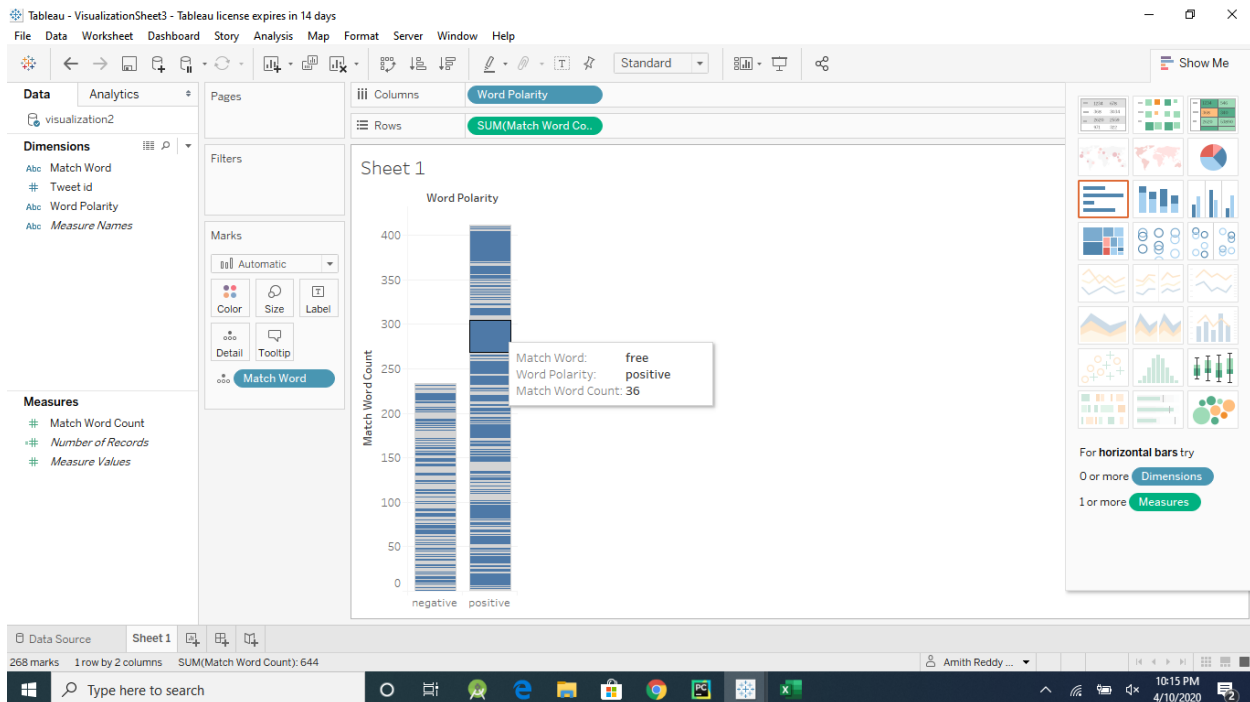 Tableau - VisualizationSheet3 - Tableau license expires in 14 days
File Data Worksheet Dashboard Story Analysis Map Format Server Window Help
Standard
Show Me
Data Analytics
visualization2
Dimensions
Abc Match Word
# Tweet id
Abc Word Polarity
Abc Measure Names
Measures
# Match Word Count
=# Number of Records
# Measure Values
Pages
Filters
Marks
Automatic
Color Size Label
Detail Tooltip
Match Word
Columns Word Polarity
Rows SUM(Match Word Co..
Sheet 1
Word Polarity
Match Word Count
400
350
300
250
200
150
100
50
0
negative positive
Match Word: free
Word Polarity: positive
Match Word Count: 36
For horizontal bars try
0 or more Dimensions
1 or more Measures
Data Source Sheet 1
268 marks 1 row by 2 columns SUM(Match Word Count): 644
Amith Reddy ...
Type here to search
PC
10:15 PM
4/10/2020
2